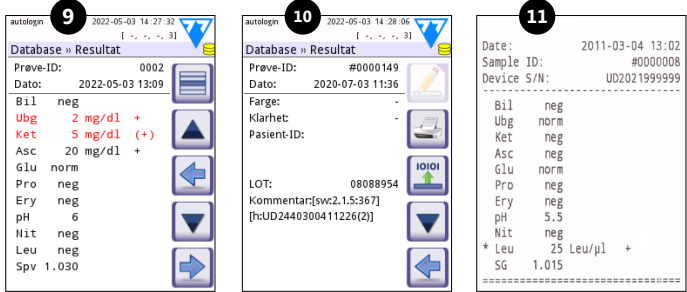 9
autologin 2022-05-03 14:27:32
[ -, -, -, 3]
Database » Resultat
Prøve-ID: 0002
Dato: 2022-05-03 13:09
Bil neg
Ubg 2 mg/dl +
Ket 5 mg/dl (+)
Asc 20 mg/dl +
Glu norm
Pro neg
Ery neg
pH 6
Nit neg
Leu neg
Spv 1.030
10
autologin 2022-05-03 14:28:06
[ -, -, -, 3]
Database » Resultat
Prøve-ID: #0000149
Dato: 2020-07-03 11:36
Farge: -
Klarhet: -
Pasient-ID:
LOT: 08088954
Kommentar:[sw:2.1.5:367]
[h:UD2440300411226(2)]
IOIOI
11
Date: 2011-03-04 13:02
Sample ID: #0000008
Device S/N: UD2021999999
Bil neg
Ubg norm
Ket neg
Asc neg
Glu norm
Pro neg
Ery neg
pH 5.5
Nit neg
* Leu 25 Leu/µl +
SG 1.015